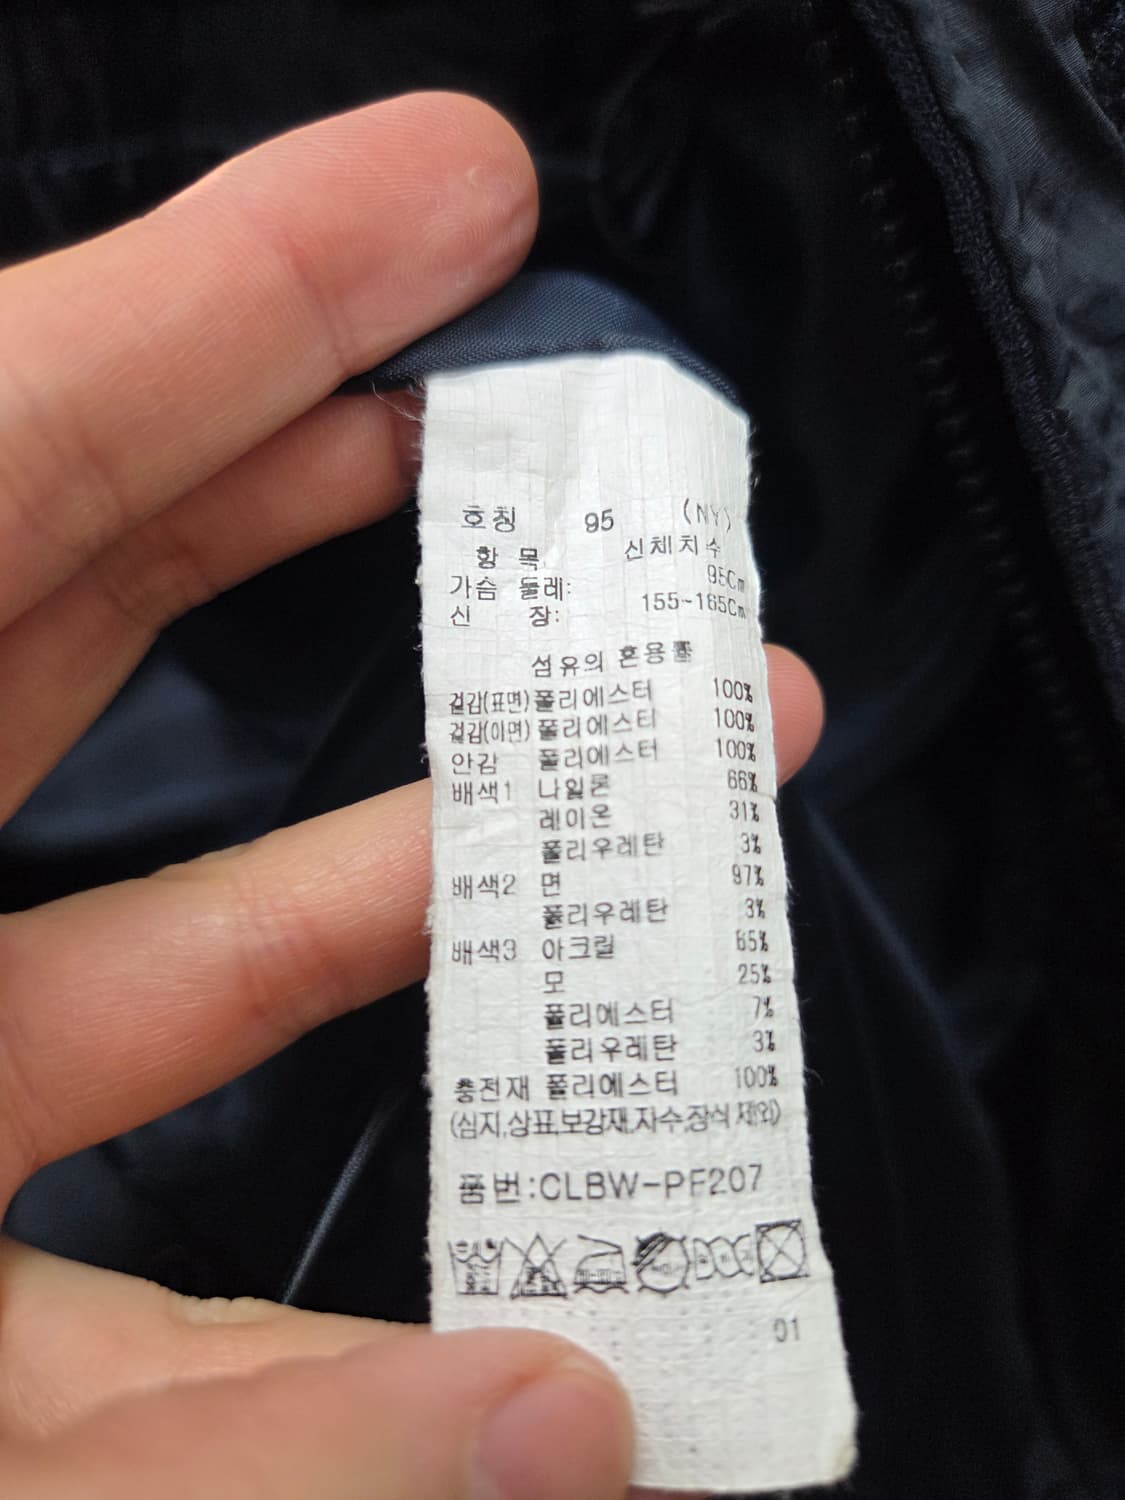 호칭 95 (NY)
항 목 신체치수
가슴 둘레: 95Cm
신 장: 155~165Cm
섬유의 혼용률
겉감(표면) 폴리에스터 100%
겉감(이면) 폴리에스터 100%
안감 폴리에스터 100%
배색1 나일론 66%
레이온 31%
폴리우레탄 3%
배색2 면 97%
폴리우레탄 3%
배색3 아크릴 65%
모 25%
폴리에스터 7%
폴리우레탄 3%
충전재 폴리에스터 100%
(심지,상표,보강재,자수,장식 제외)
품번:CLBW-PF207
01